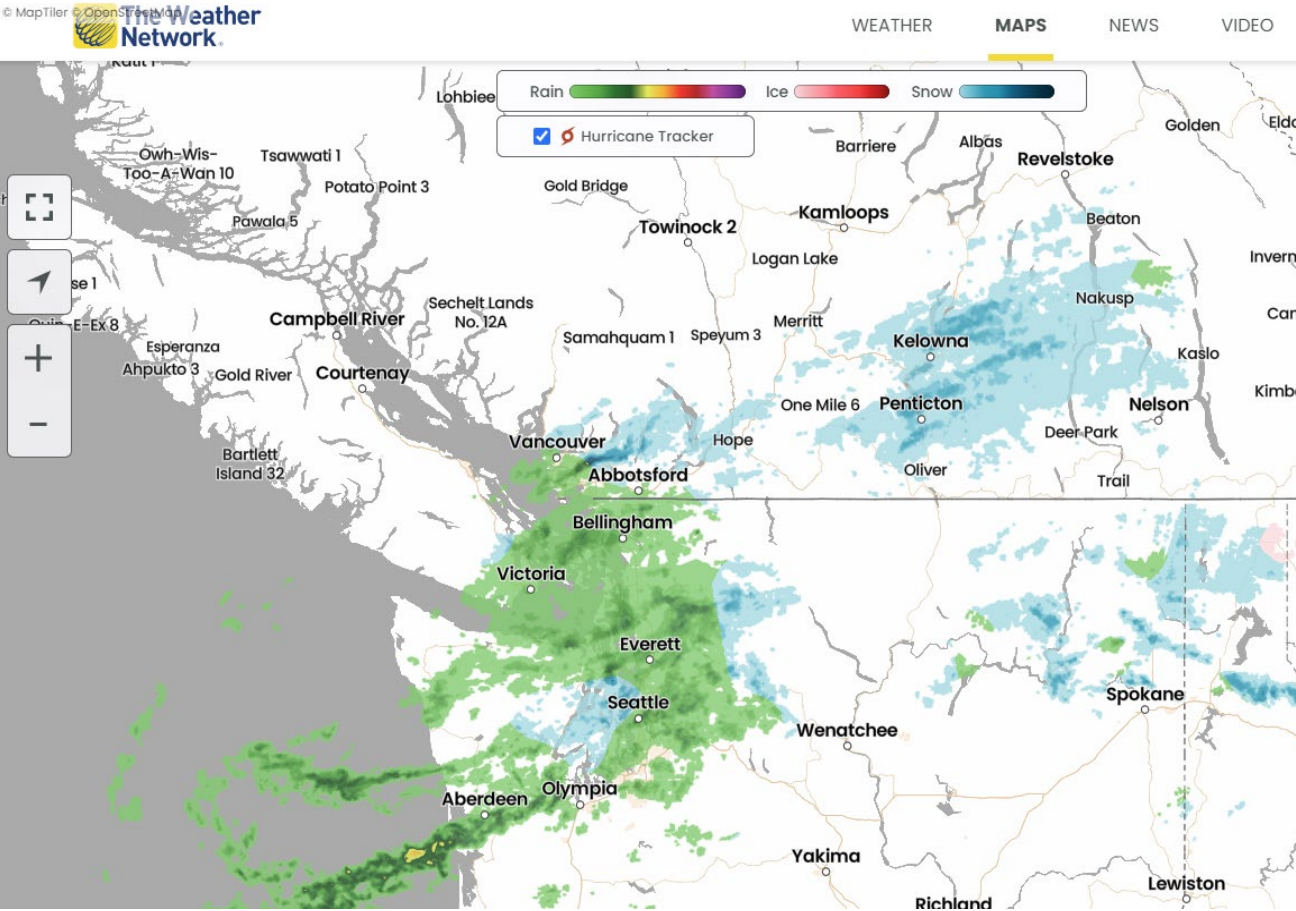 © MapTiler © OpenStreetMap
The Weather
Network
WEATHER
MAPS
NEWS
VIDEO
Rain
Ice
Snow
Hurricane Tracker
Lohbiee
Golden
Albas
Barriere
Revelstoke
Owh-Wis-
Too-A-Wan 10
Tsawwati 1
Potato Point 3
Gold Bridge
Pawala 5
Towinock 2
Kamloops
Beaton
Logan Lake
Invern
se 1
Nakusp
Sechelt Lands
No. 12A
Campbell River
Merritt
Samahquam 1
Speyum 3
Kelowna
Esperanza
Kaslo
Ahpukto 3
Gold River
Courtenay
One Mile 6
Penticton
Nelson
Kimb
Deer Park
Vancouver
Hope
Bartlett
Island 32
Oliver
Abbotsford
Trail
Bellingham
Victoria
Everett
Spokane
Seattle
Wenatchee
Olympia
Aberdeen
Yakima
Lewiston
Richland